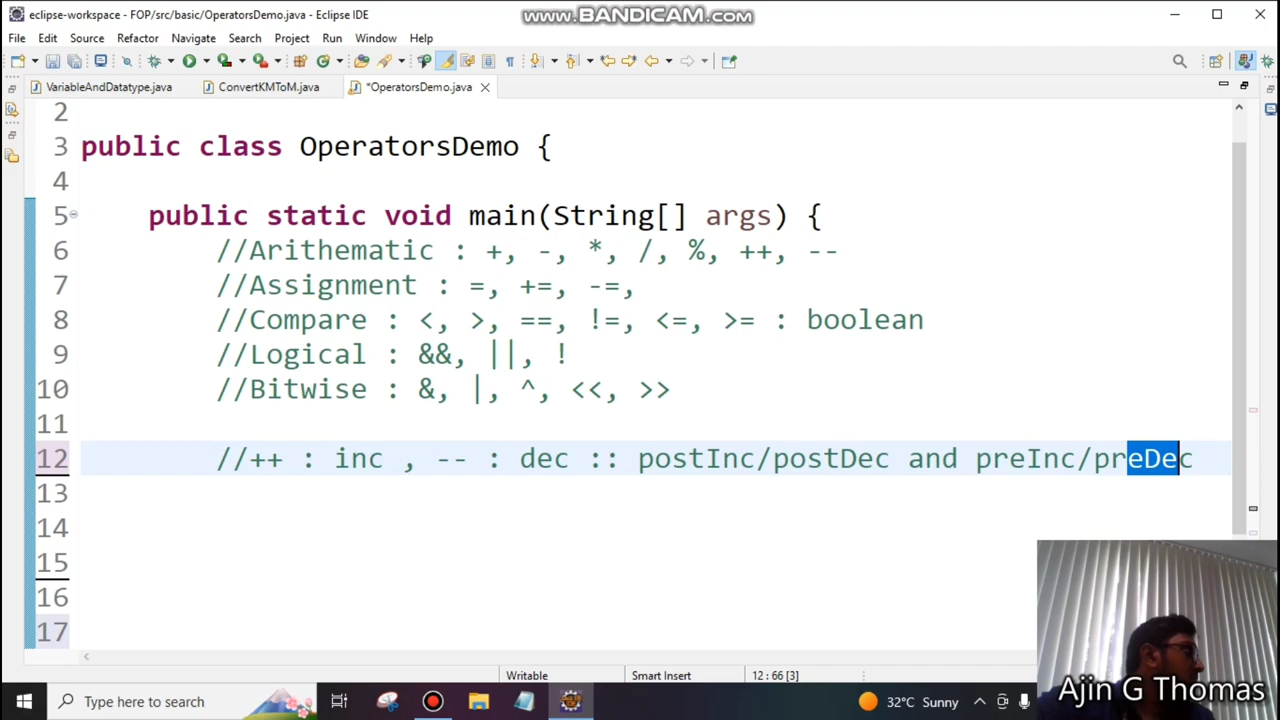 eclipse-workspace - FOP/src/basic/OperatorsDemo.java - Eclipse IDE
www.BANDICAM.com
File Edit Source Refactor Navigate Search Project Run Window Help
VariableAndDatatype.java ConvertKMToM.java *OperatorsDemo.java
2
3 public class OperatorsDemo {
4
5 public static void main(String[] args) {
6 //Arithematic : +, -, *, /, %, ++, --
7 //Assignment : =, +=, -=,
8 //Compare : <, >, ==, !=, <=, >= : boolean
9 //Logical : &&, ||, !
10 //Bitwise : &, |, ^, <<, >>
11
12 //++ : inc , -- : dec :: postInc/postDec and preInc/preDec
13
14
15
16
17
Writable Smart Insert 12 : 66 [3]
Type here to search 32°C Sunny
Ajin G Thomas